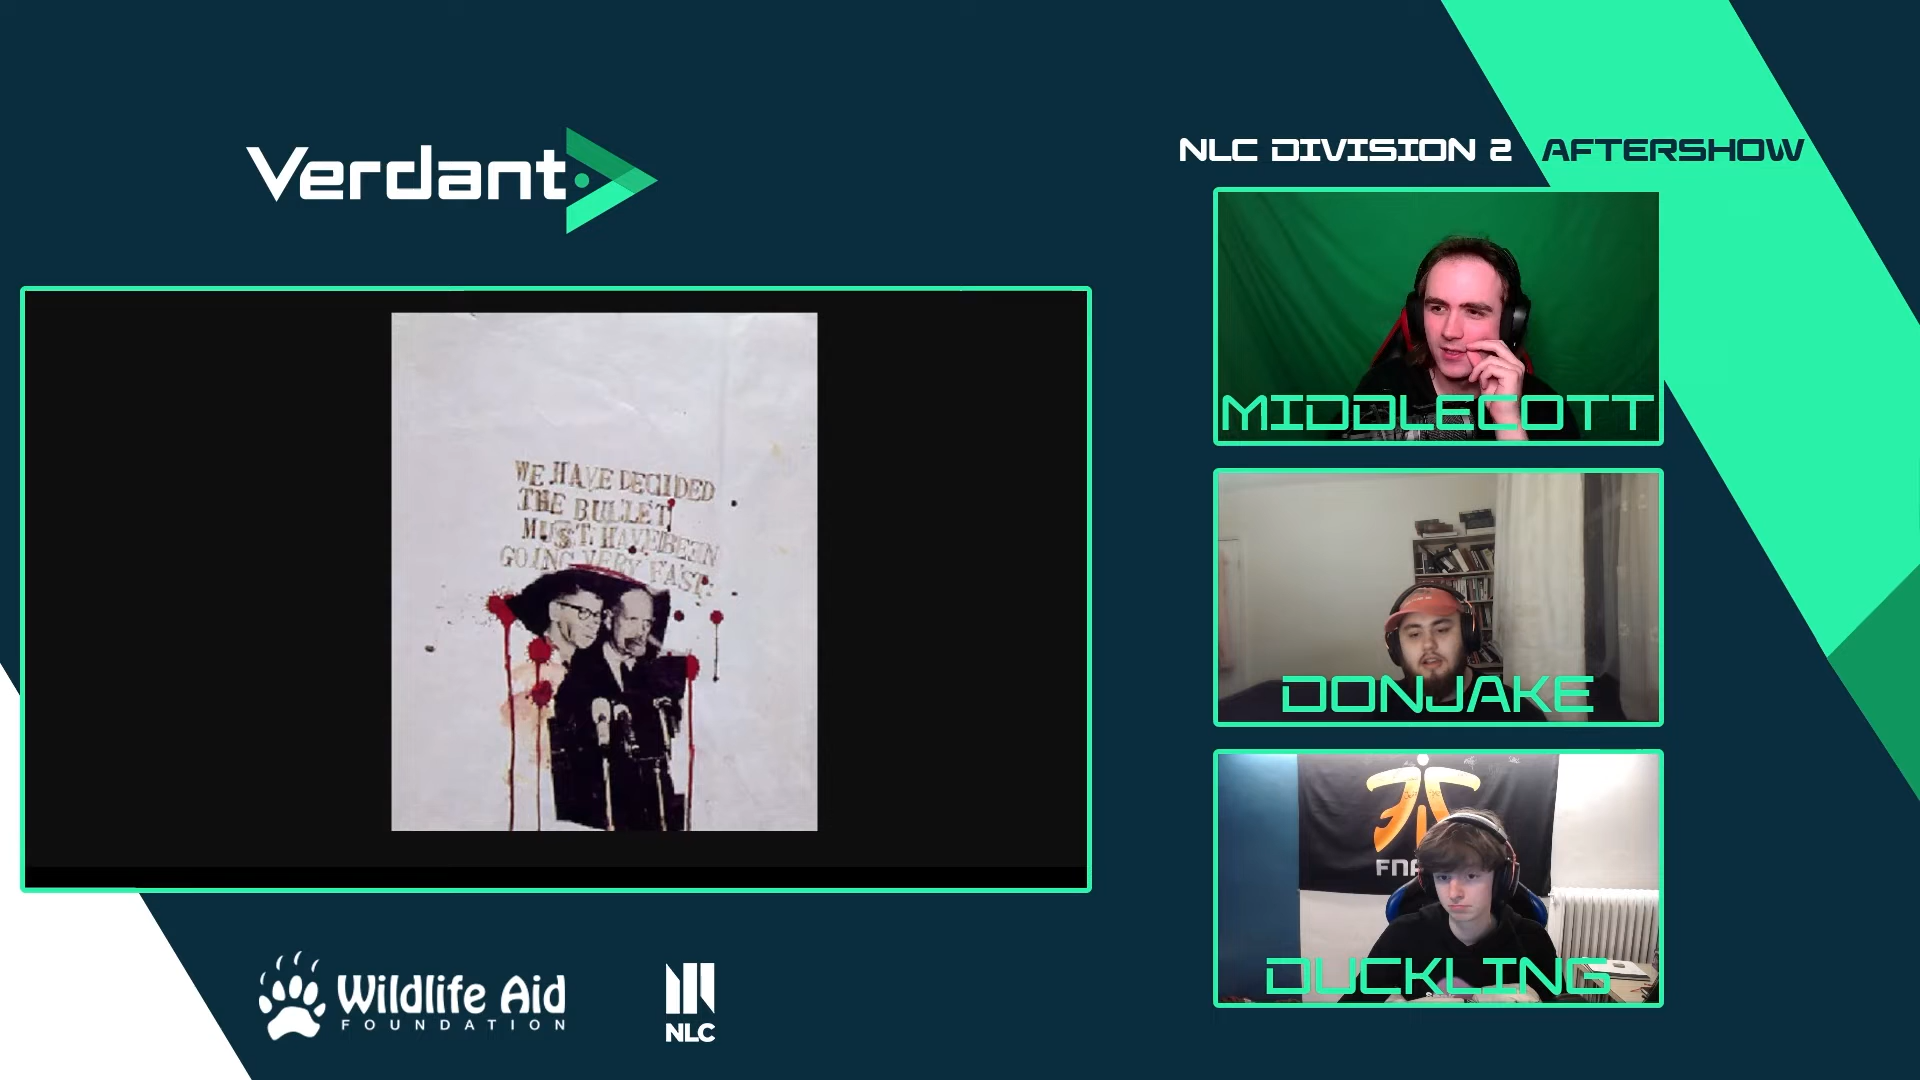 Verdant
NLC DIVISION 2 AFTERSHOW
WE HAVE DECIDED
THE BULLET
MUST HAVE BEEN
GOING VERY FAST.
MIDDLECOTT
DONJAKE
DUCKLING
Wildlife Aid
FOUNDATION
NLC